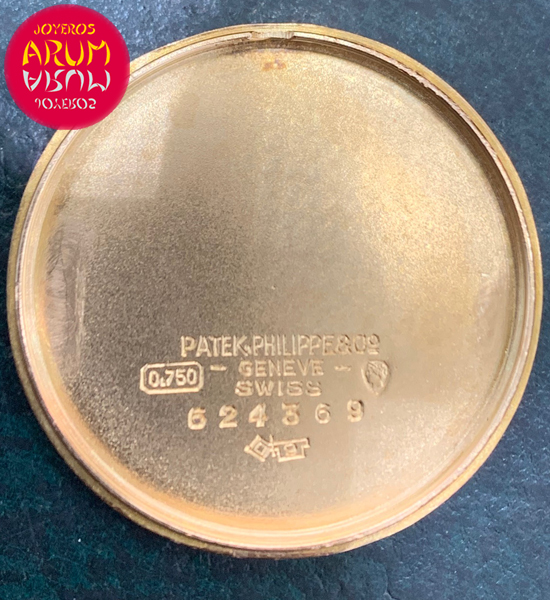 JOYEROS
ARUM
ARUM
JOYEROS
PATEK, PHILIPPE & Cº
0,750
- GENEVE -
SWISS
624369